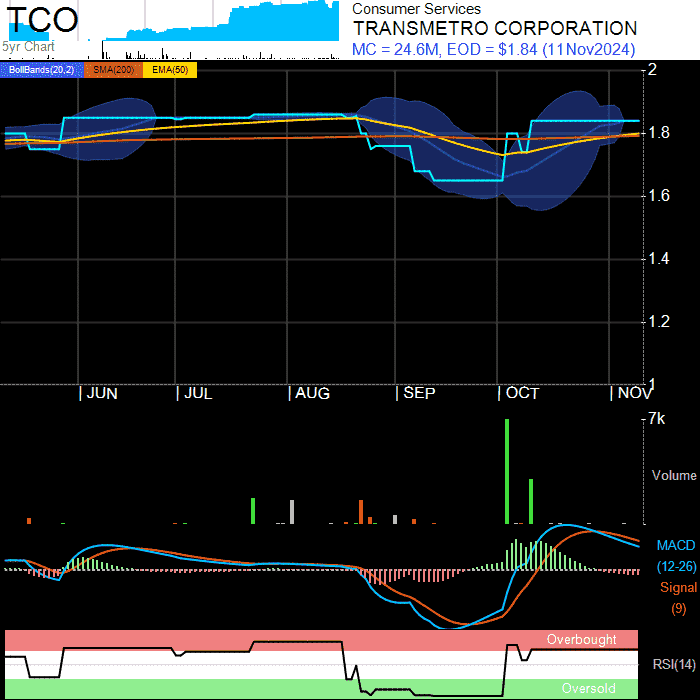 TCO
Consumer Services
TRANSMETRO CORPORATION
MC = 24.6M, EOD = $1.84 (11Nov2024)
5yr Chart
BollBands(20,2) SMA(200) EMA(50)
2
1.8
1.6
1.4
1.2
1
JUN JUL AUG SEP OCT NOV
7k
Volume
MACD
(12-26)
Signal
(9)
Overbought
RSI(14)
Oversold